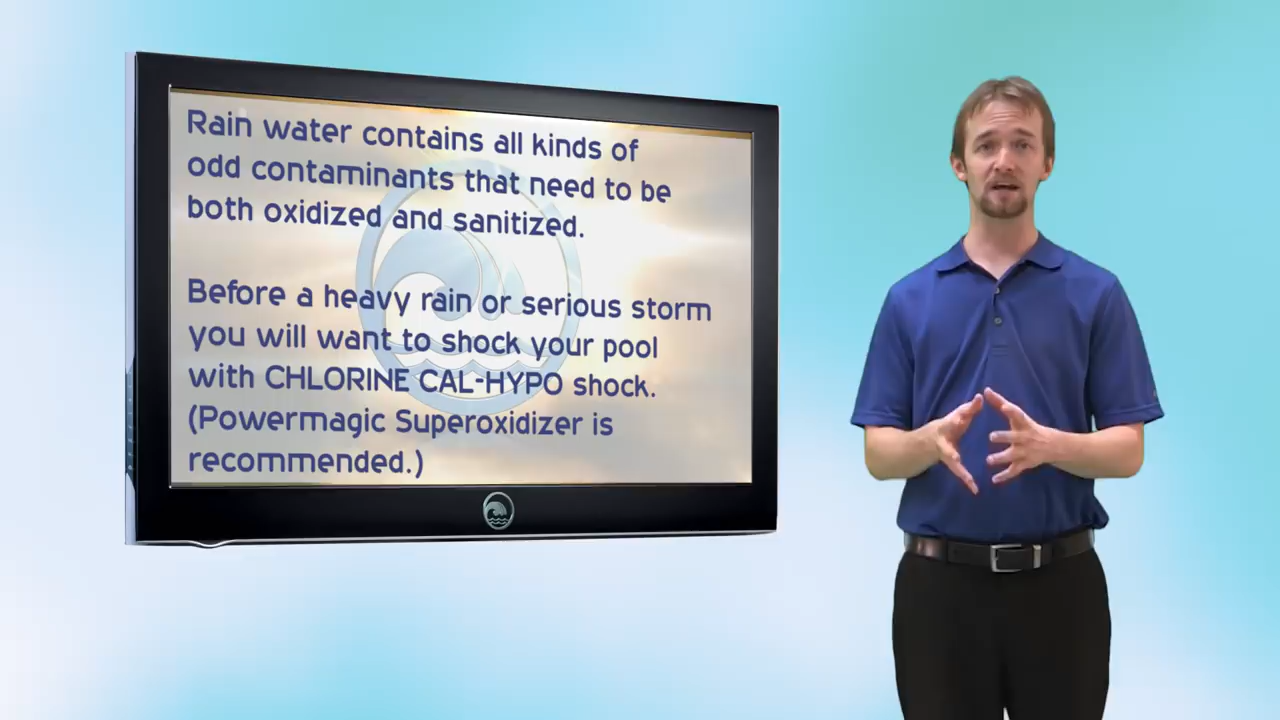 Rain water contains all kinds of
odd contaminants that need to be
both oxidized and sanitized.
Before a heavy rain or serious storm
you will want to shock your pool
with CHLORINE CAL-HYPO shock.
(Powermagic Superoxidizer is
recommended.)